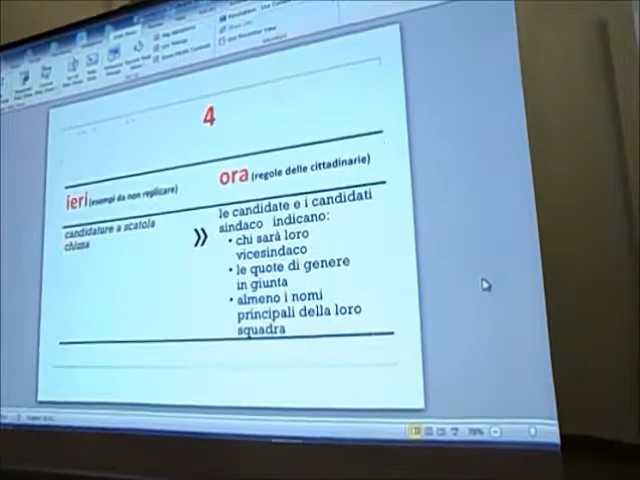 4
ieri (esempi da non replicare)
ora (regole delle cittadinarie)
candidature a scatola
chiusa
»
le candidate e i candidati
sindaco indicano:
• chi sarà loro
vicesindaco
• le quote di genere
in giunta
• almeno i nomi
principali della loro
squadra